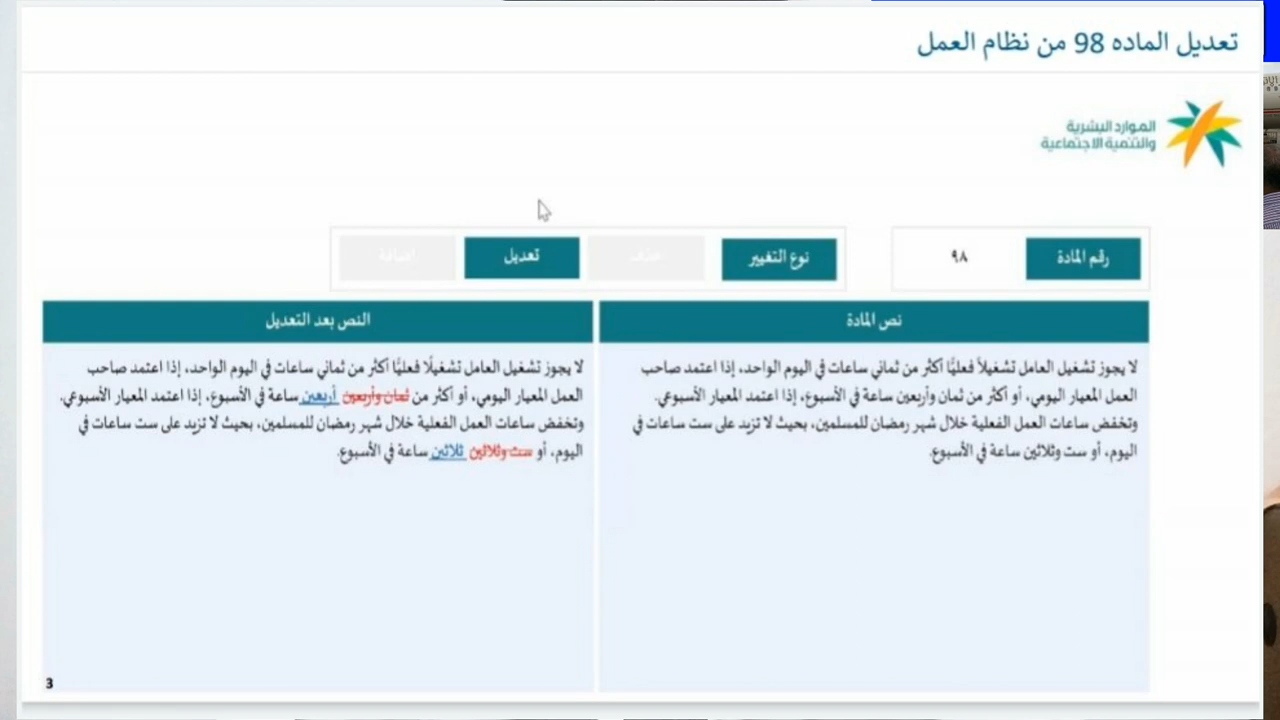 تعديل الماده 98 من نظام العمل
الموارد البشرية
والتنمية الاجتماعية
رقم المادة
٩٨
نوع التغيير
حذف
تعديل
إضافة
نص المادة
لا يجوز تشغيل العامل تشغيلاً فعليًّا أكثر من ثماني ساعات في اليوم الواحد، إذا اعتمد صاحب
العمل المعيار اليومي، أو أكثر من ثمان وأربعين ساعة في الأسبوع، إذا اعتمد المعيار الأسبوعي.
وتخفض ساعات العمل الفعلية خلال شهر رمضان للمسلمين، بحيث لا تزيد على ست ساعات في
اليوم، أو ست وثلاثين ساعة في الأسبوع.
النص بعد التعديل
لا يجوز تشغيل العامل تشغيلًا فعليًّا أكثر من ثماني ساعات في اليوم الواحد، إذا اعتمد صاحب
العمل المعيار اليومي، أو أكثر من ثمان وأربعين أربعين ساعة في الأسبوع، إذا اعتمد المعيار الأسبوعي.
وتخفض ساعات العمل الفعلية خلال شهر رمضان للمسلمين، بحيث لا تزيد على ست ساعات في
اليوم، أو ست وثلاثين ثلاثين ساعة في الأسبوع.
3